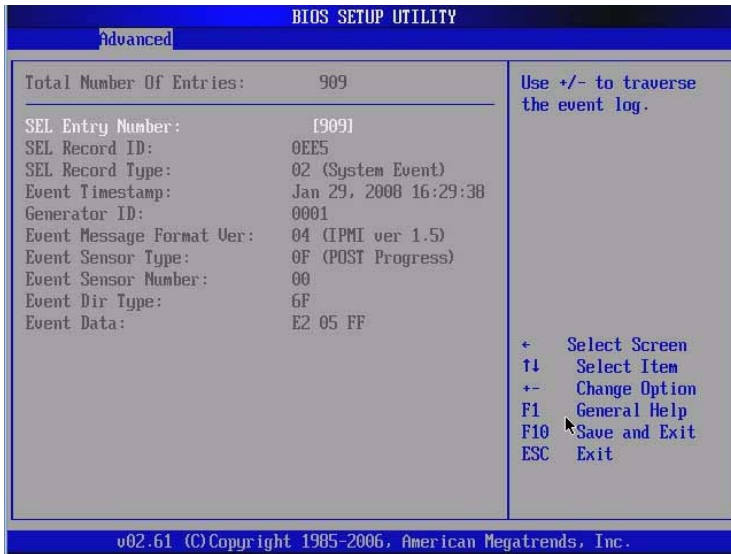 BIOS SETUP UTILITY
Advanced
Total Number Of Entries: 909
SEL Entry Number: [909]
SEL Record ID: 0EE5
SEL Record Type: 02 (System Event)
Event Timestamp: Jan 29, 2008 16:29:38
Generator ID: 0001
Event Message Format Ver: 04 (IPMI ver 1.5)
Event Sensor Type: 0F (POST Progress)
Event Sensor Number: 00
Event Dir Type: 6F
Event Data: E2 05 FF
Use +/- to traverse
the event log.
← Select Screen
↑↓ Select Item
+- Change Option
F1 General Help
F10 Save and Exit
ESC Exit
v02.61 (C)Copyright 1985-2006, American Megatrends, Inc.